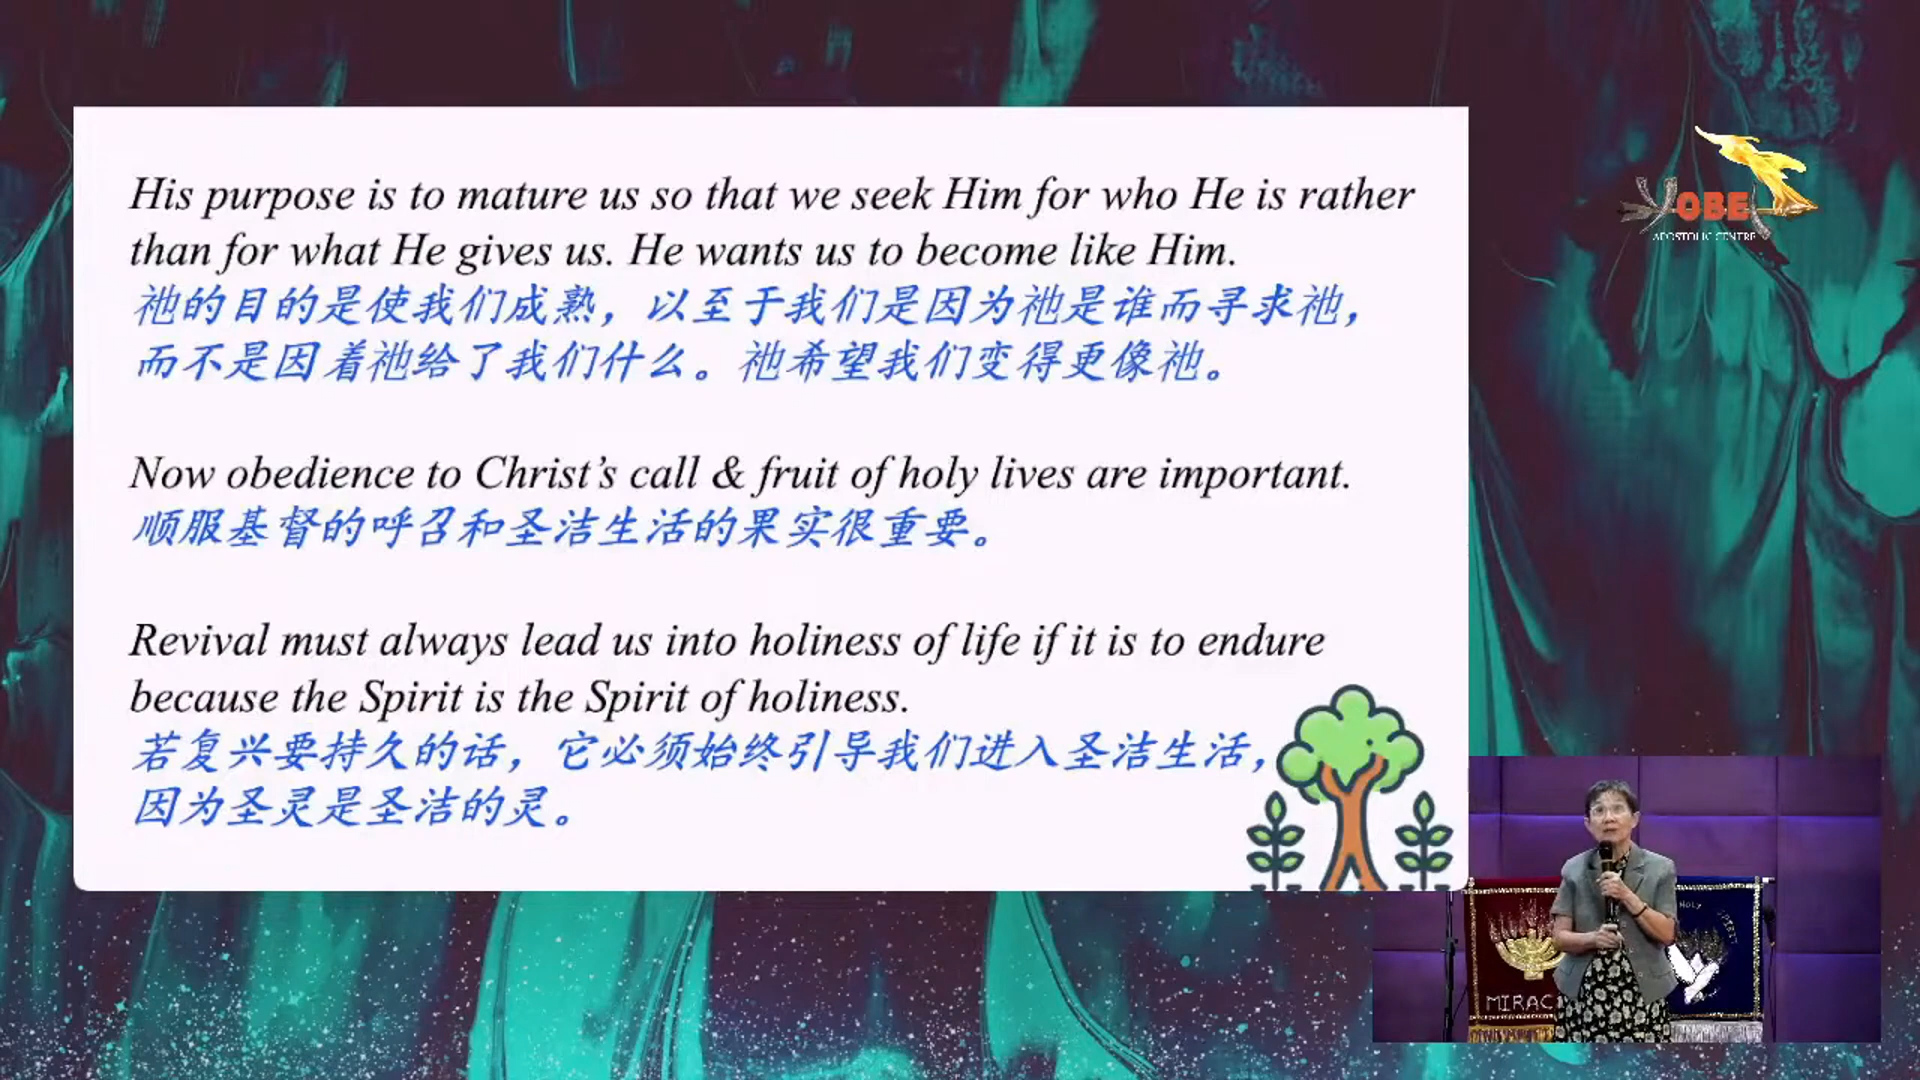 His purpose is to mature us so that we seek Him for who He is rather
than for what He gives us. He wants us to become like Him.
祂的目的是使我们成熟，以至于我们是因为祂是谁而寻求祂，
而不是因着祂给了我们什么。祂希望我们变得更像祂。
Now obedience to Christ’s call & fruit of holy lives are important.
顺服基督的呼召和圣洁生活的果实很重要。
Revival must always lead us into holiness of life if it is to endure
because the Spirit is the Spirit of holiness.
若复兴要持久的话，它必须始终引导我们进入圣洁生活，
因为圣灵是圣洁的灵。
YOBEL
APOSTOLIC CENTRE
MIRAC
HOLY